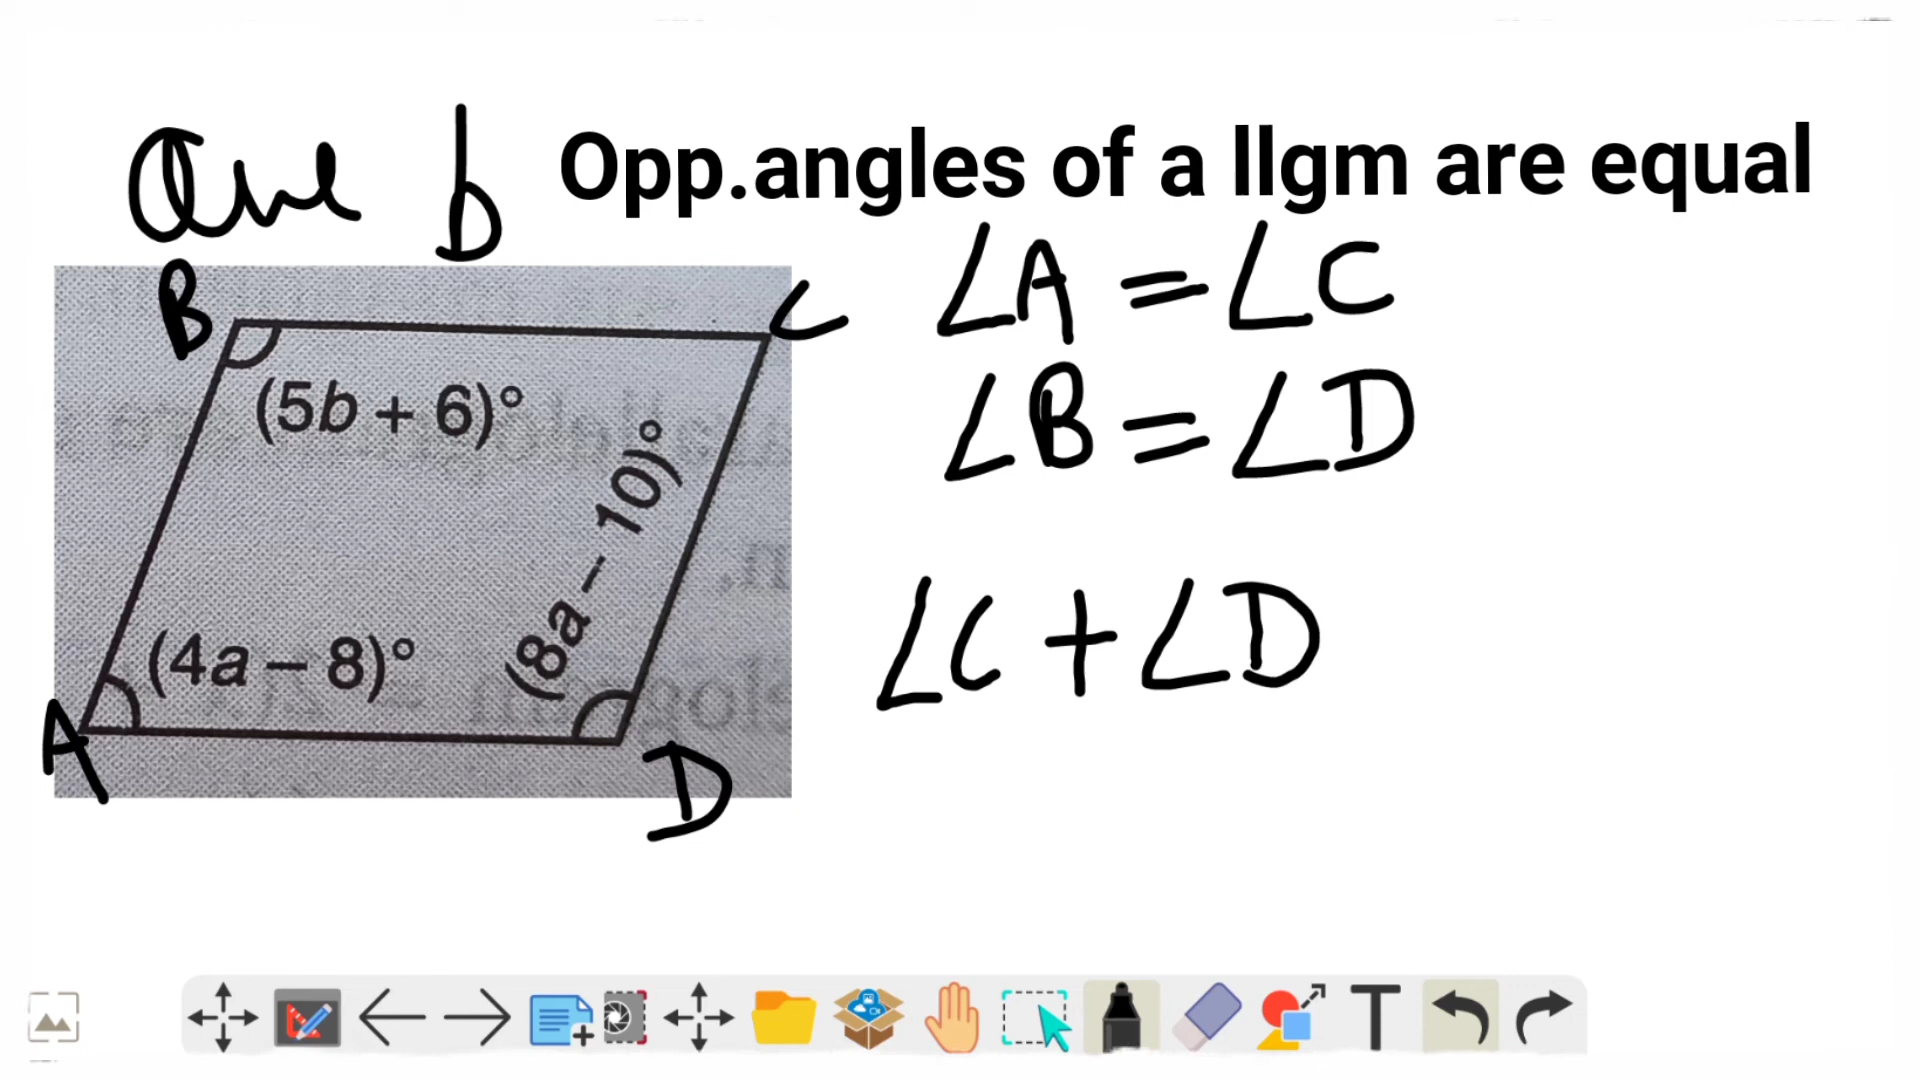 Que b
Opp.angles of a llgm are equal
∠A = ∠C
∠B = ∠D
∠C + ∠D
B
C
(5b + 6)°
(8a – 10)°
(4a – 8)°
A
D
T